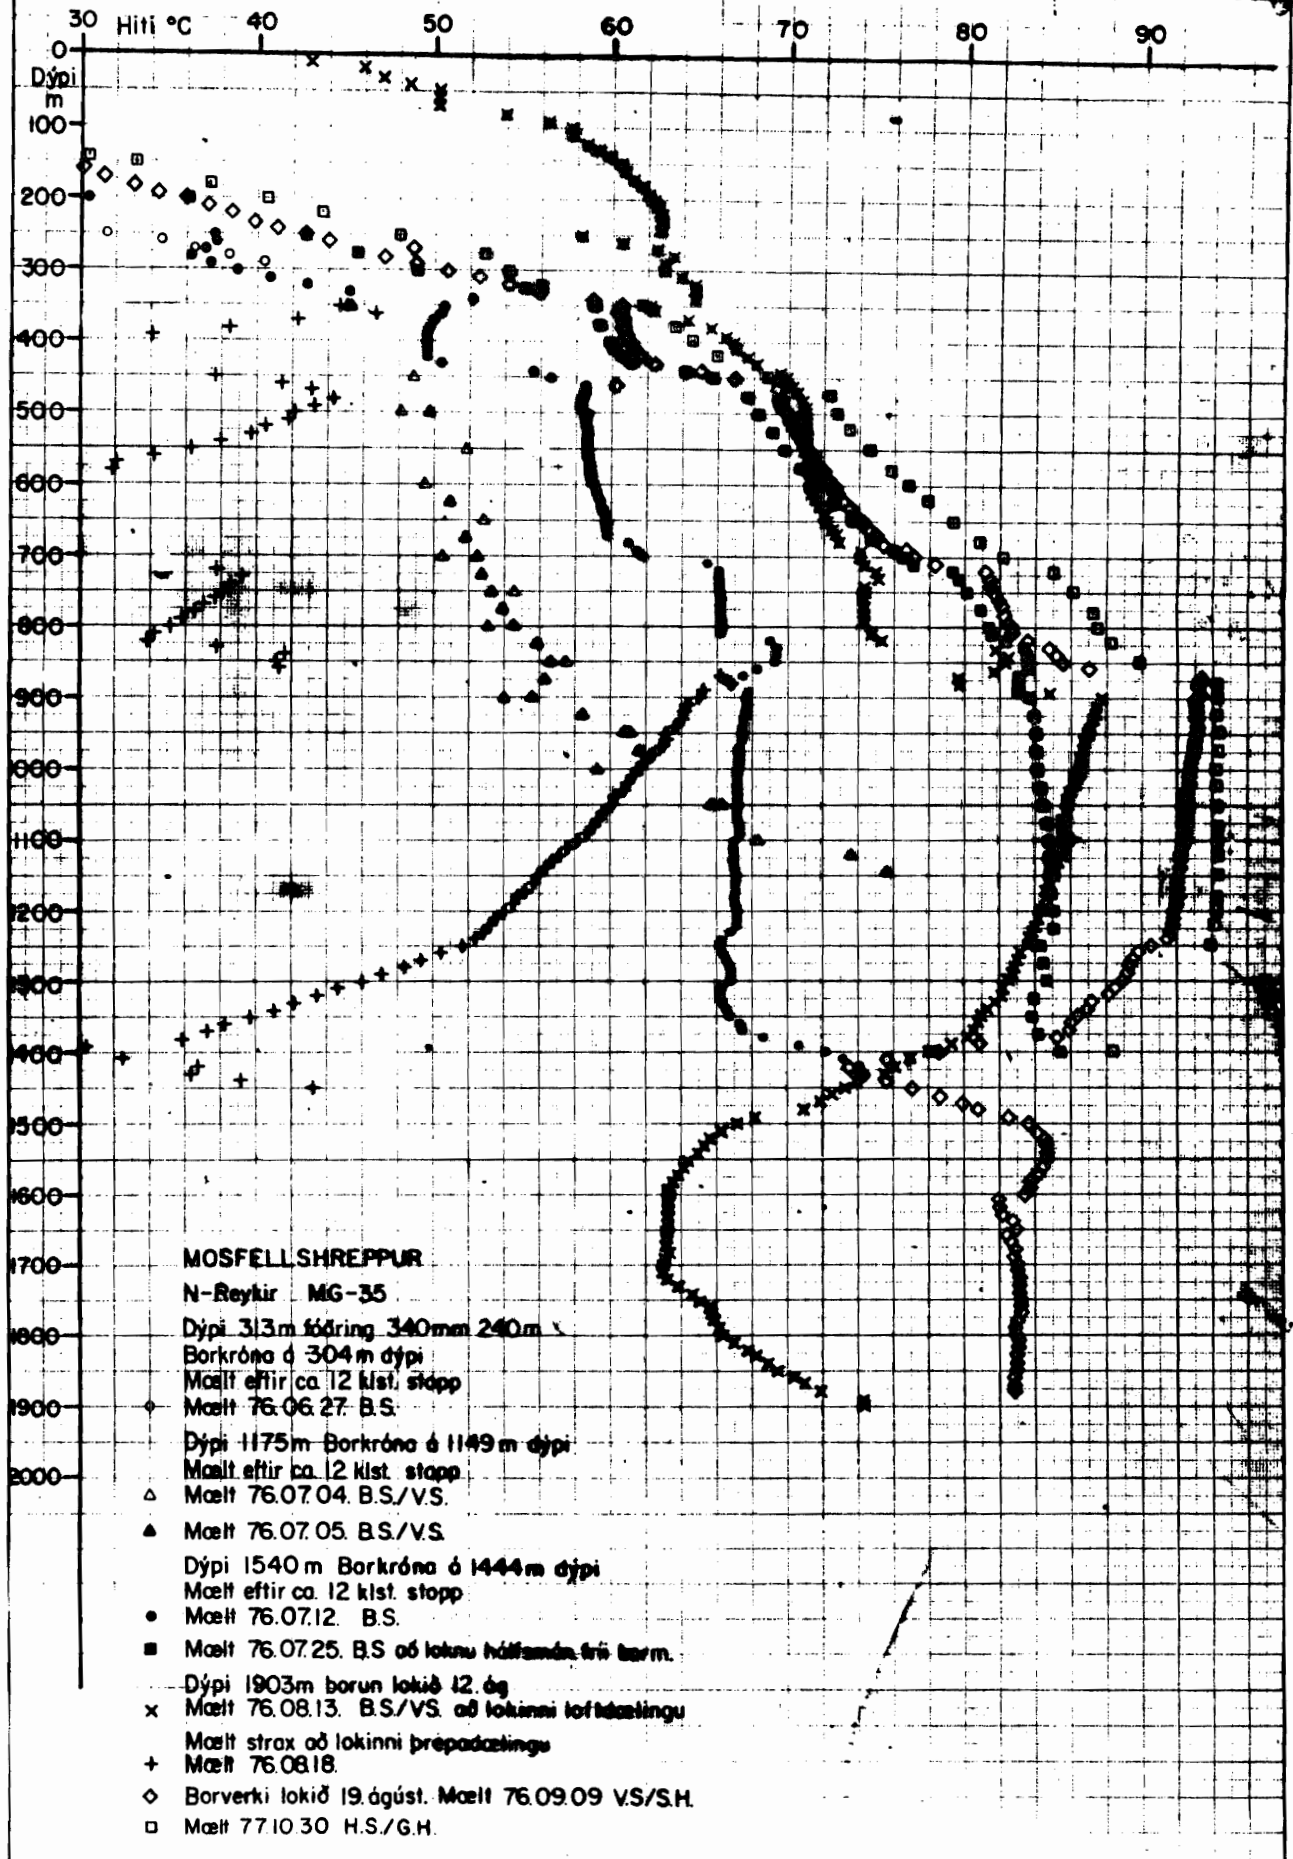 30 40 50 60 70 80 90
Hiti °C
0
Dýpi
m
100
200
300
400
500
600
700
800
900
1000
1100
1200
1300
1400
1500
1600
1700
1800
1900
2000
MOSFELLSHREPPUR
N-Reykir MG-35
Dýpi 313m fóðring 340mm 240m
Borkróna á 304m dýpi
Mælt eftir ca. 12 klst. stopp
Mælt 76.06.27. B.S.
Dýpi 1175m Borkróna á 1149m dýpi
Mælt eftir ca. 12 klst. stopp
Mælt 76.07.04. B.S./V.S.
Mælt 76.07.05. B.S./V.S.
Dýpi 1540m Borkróna á 1444m dýpi
Mælt eftir ca. 12 klst. stopp
Mælt 76.07.12. B.S.
Mælt 76.07.25. B.S að loknu hálfsmán. fríi
Dýpi 1903m borun lokið 12. ág
Mælt 76.08.13. B.S./V.S. að lokinni loftdælingu
Mælt strax að lokinni þrepadælingu
Mælt 76.08.18.
Borverki lokið 19. ágúst. Mælt 76.09.09 V.S/S.H.
Mælt 77.10.30 H.S./G.H.